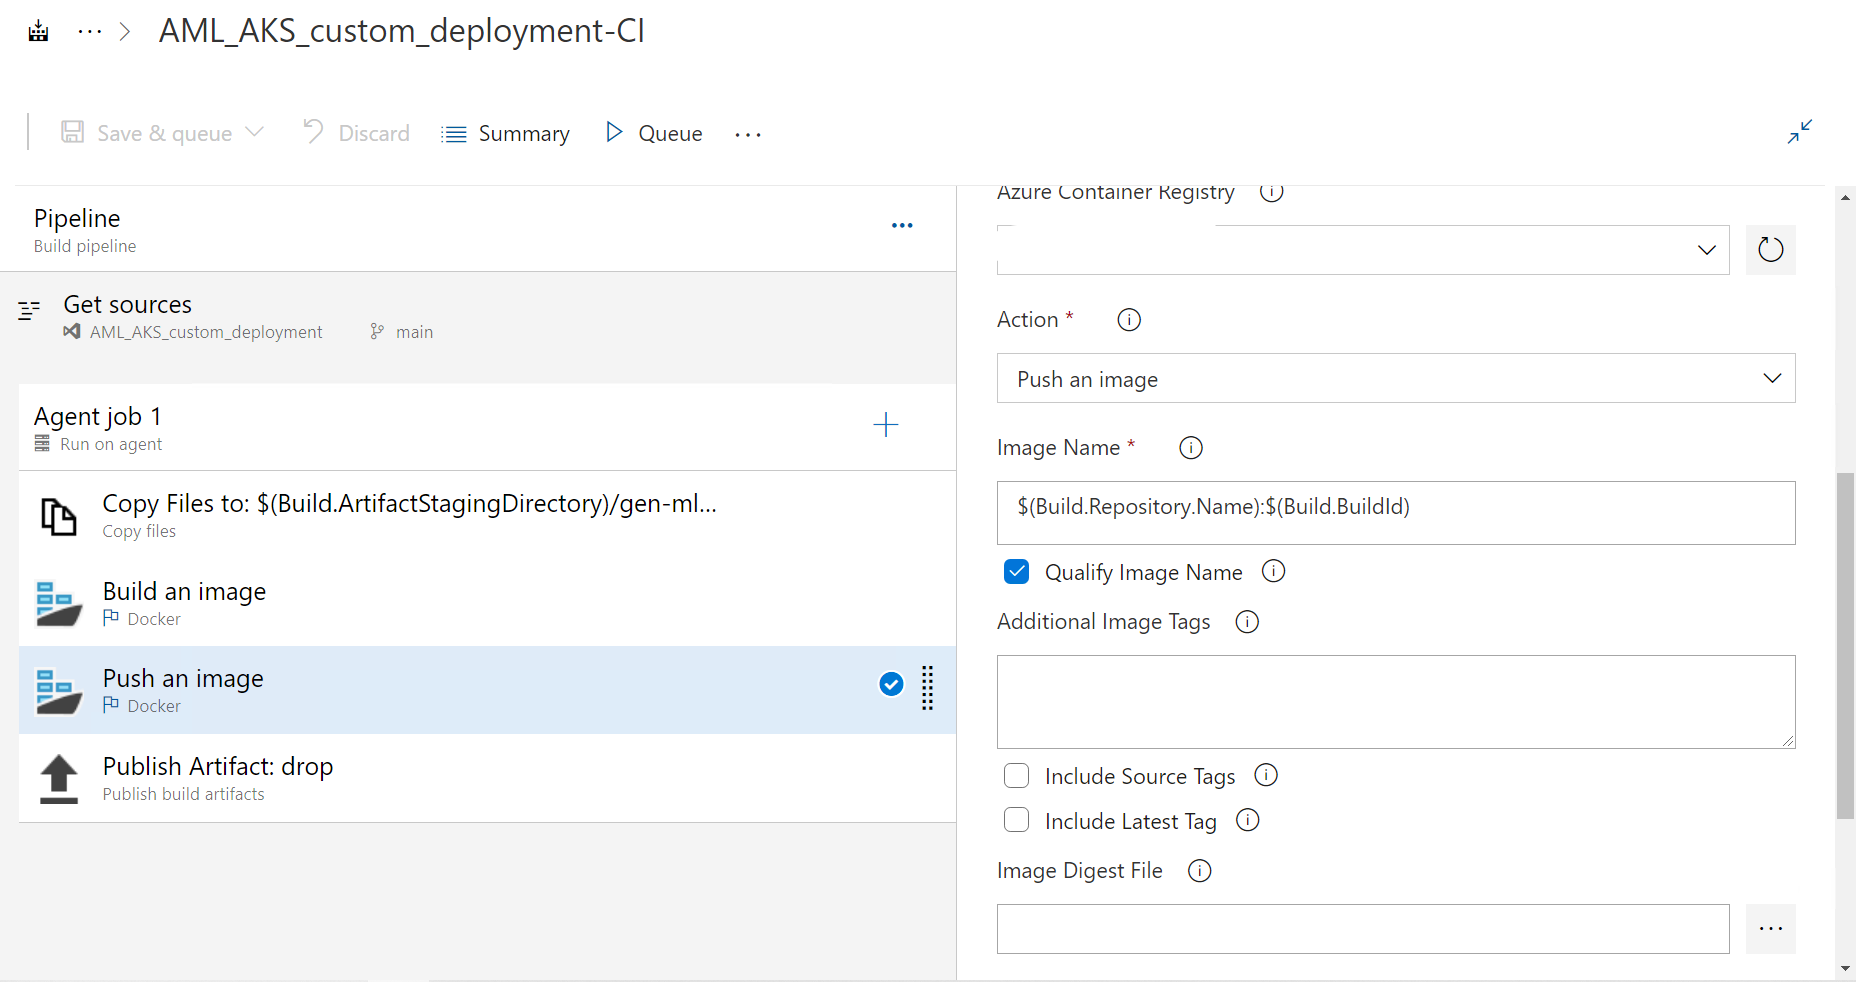 AML_AKS_custom_deployment-CI
Save & queue
Discard
Summary
Queue
Pipeline
Build pipeline
Get sources
AML_AKS_custom_deployment
main
Agent job 1
Run on agent
Copy Files to: $(Build.ArtifactStagingDirectory)/gen-ml...
Copy files
Build an image
Docker
Push an image
Docker
Publish Artifact: drop
Publish build artifacts
Azure Container Registry
Action *
Push an image
Image Name *
$(Build.Repository.Name):$(Build.BuildId)
Qualify Image Name
Additional Image Tags
Include Source Tags
Include Latest Tag
Image Digest File